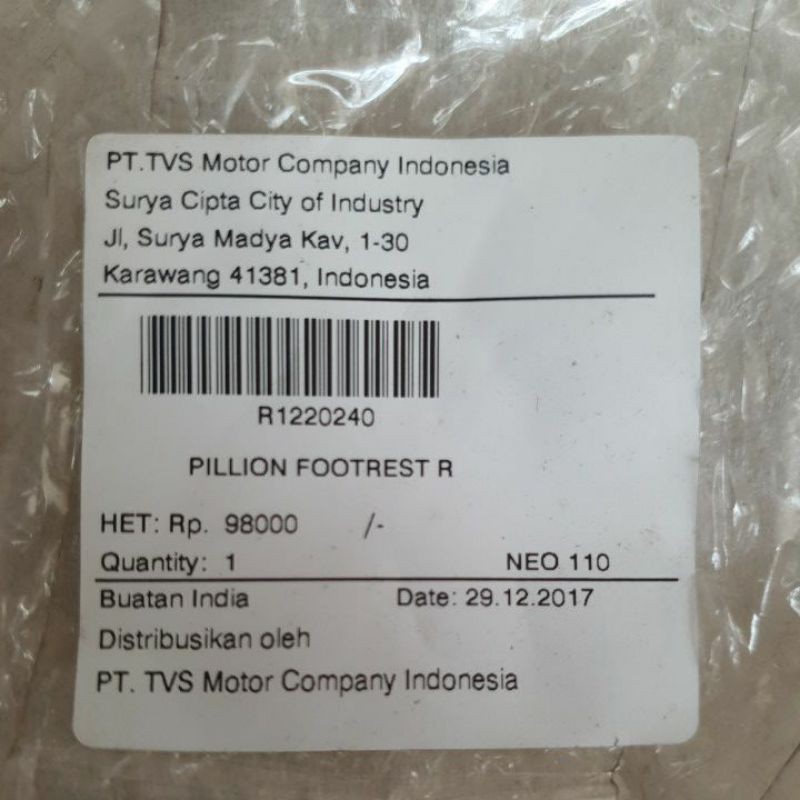 PT.TVS Motor Company Indonesia
Surya Cipta City of Industry
Jl, Surya Madya Kav, 1-30
Karawang 41381, Indonesia
R1220240
PILLION FOOTREST R
HET: Rp. 98000 /-
Quantity: 1 NEO 110
Buatan India Date: 29.12.2017
Distribusikan oleh
PT. TVS Motor Company Indonesia